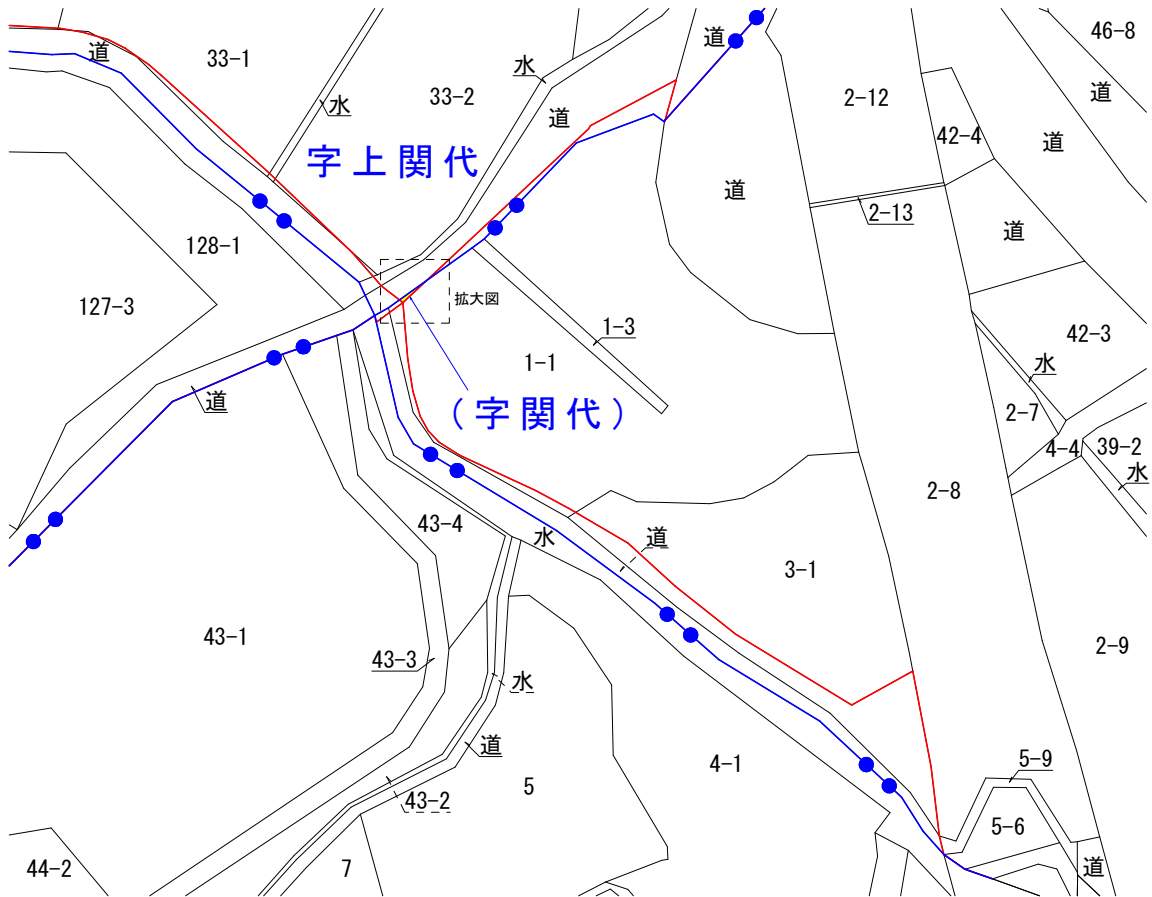 46-8
道
道
33-1
水
33-2
水
道
2-12
道
42-4
道
字上関代
水
道
道
2-13
道
128-1
127-3
拡大図
1-3
42-3
1-1
水
道
（字関代）
2-7
4-4
39-2
水
2-8
43-4
水
道
3-1
43-1
43-3
2-9
水
道
4-1
5-9
5
43-2
5-6
44-2
7
道